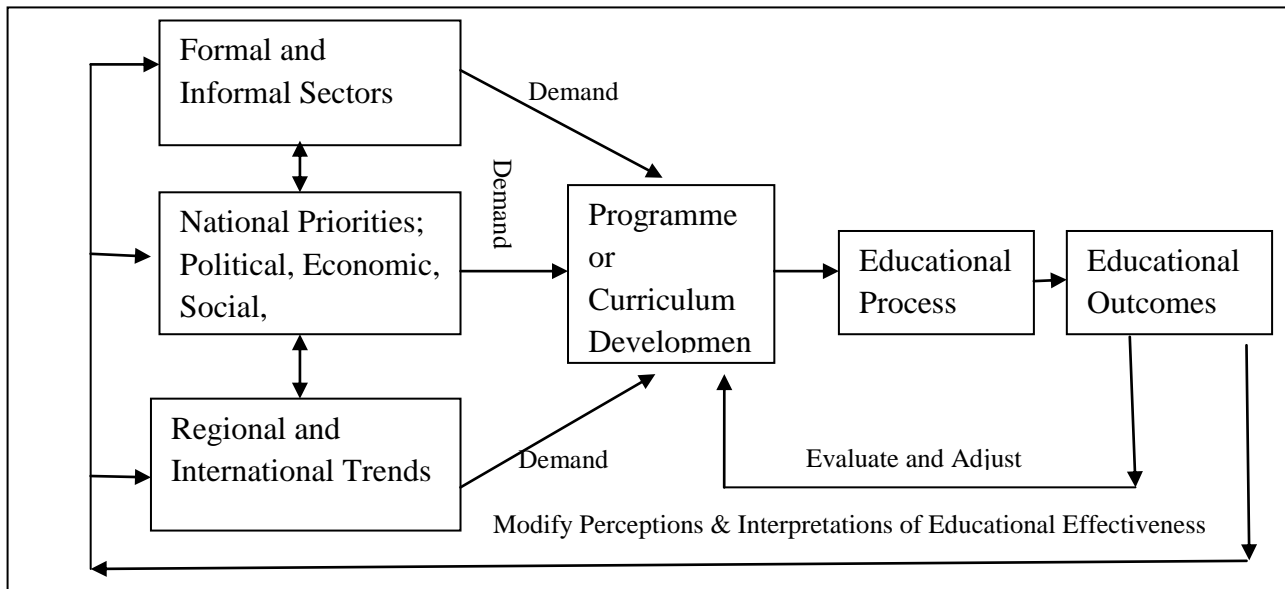 Formal and
Informal Sectors
Demand
National Priorities;
Political, Economic,
Social,
Demand
Programme
or
Curriculum
Developmen
Educational
Process
Educational
Outcomes
Regional and
International Trends
Demand
Evaluate and Adjust
Modify Perceptions & Interpretations of Educational Effectiveness